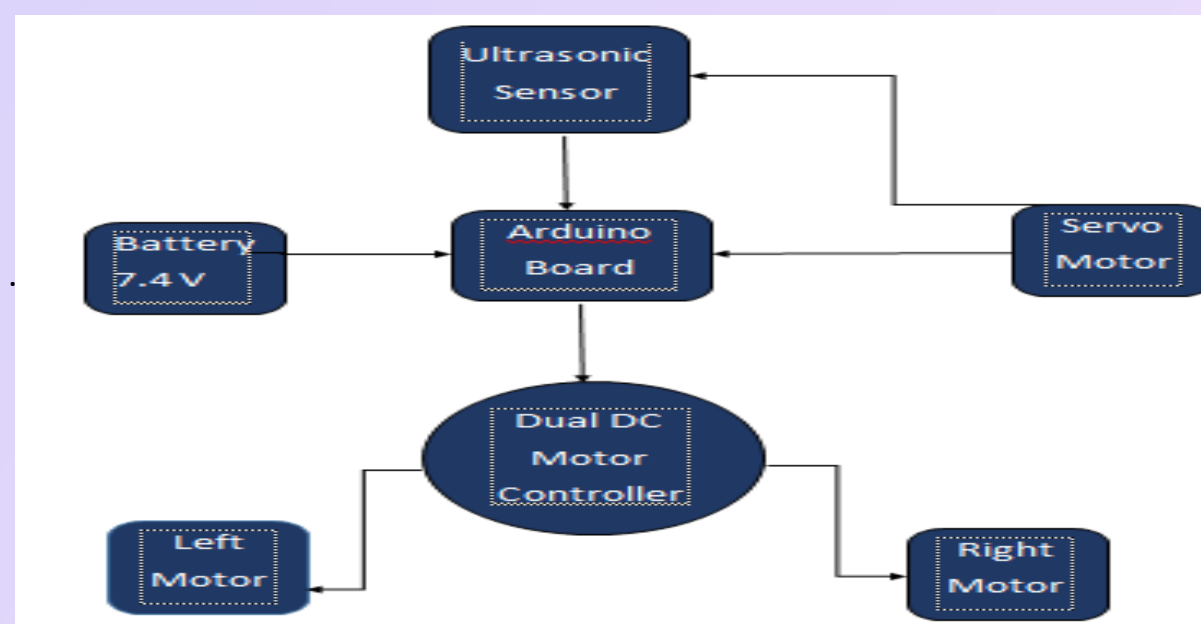 Ultrasonic
Sensor
Battery
7.4 V
Arduino
Board
Servo
Motor
.
Dual DC
Motor
Controller
Left
Motor
Right
Motor